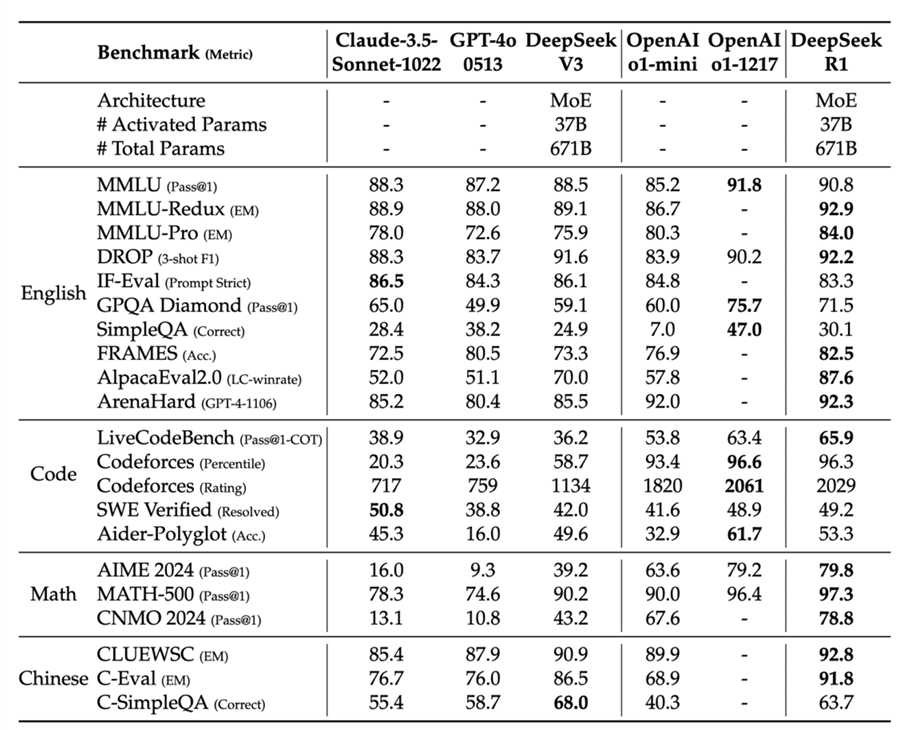 Benchmark (Metric) Claude-3.5-Sonnet-1022 GPT-4o 0513 DeepSeek V3 OpenAI o1-mini OpenAI o1-1217 DeepSeek R1
Architecture - - MoE - - MoE
# Activated Params - - 37B - - 37B
# Total Params - - 671B - - 671B
English
MMLU (Pass@1) 88.3 87.2 88.5 85.2 91.8 90.8
MMLU-Redux (EM) 88.9 88.0 89.1 86.7 - 92.9
MMLU-Pro (EM) 78.0 72.6 75.9 80.3 - 84.0
DROP (3-shot F1) 88.3 83.7 91.6 83.9 90.2 92.2
IF-Eval (Prompt Strict) 86.5 84.3 86.1 84.8 - 83.3
GPQA Diamond (Pass@1) 65.0 49.9 59.1 60.0 75.7 71.5
SimpleQA (Correct) 28.4 38.2 24.9 7.0 47.0 30.1
FRAMES (Acc.) 72.5 80.5 73.3 76.9 - 82.5
AlpacaEval2.0 (LC-winrate) 52.0 51.1 70.0 57.8 - 87.6
ArenaHard (GPT-4-1106) 85.2 80.4 85.5 92.0 - 92.3
Code
LiveCodeBench (Pass@1-COT) 38.9 32.9 36.2 53.8 63.4 65.9
Codeforces (Percentile) 20.3 23.6 58.7 93.4 96.6 96.3
Codeforces (Rating) 717 759 1134 1820 2061 2029
SWE Verified (Resolved) 50.8 38.8 42.0 41.6 48.9 49.2
Aider-Polyglot (Acc.) 45.3 16.0 49.6 32.9 61.7 53.3
Math
AIME 2024 (Pass@1) 16.0 9.3 39.2 63.6 79.2 79.8
MATH-500 (Pass@1) 78.3 74.6 90.2 90.0 96.4 97.3
CNMO 2024 (Pass@1) 13.1 10.8 43.2 67.6 - 78.8
Chinese
CLUEWSC (EM) 85.4 87.9 90.9 89.9 - 92.8
C-Eval (EM) 76.7 76.0 86.5 68.9 - 91.8
C-SimpleQA (Correct) 55.4 58.7 68.0 40.3 - 63.7